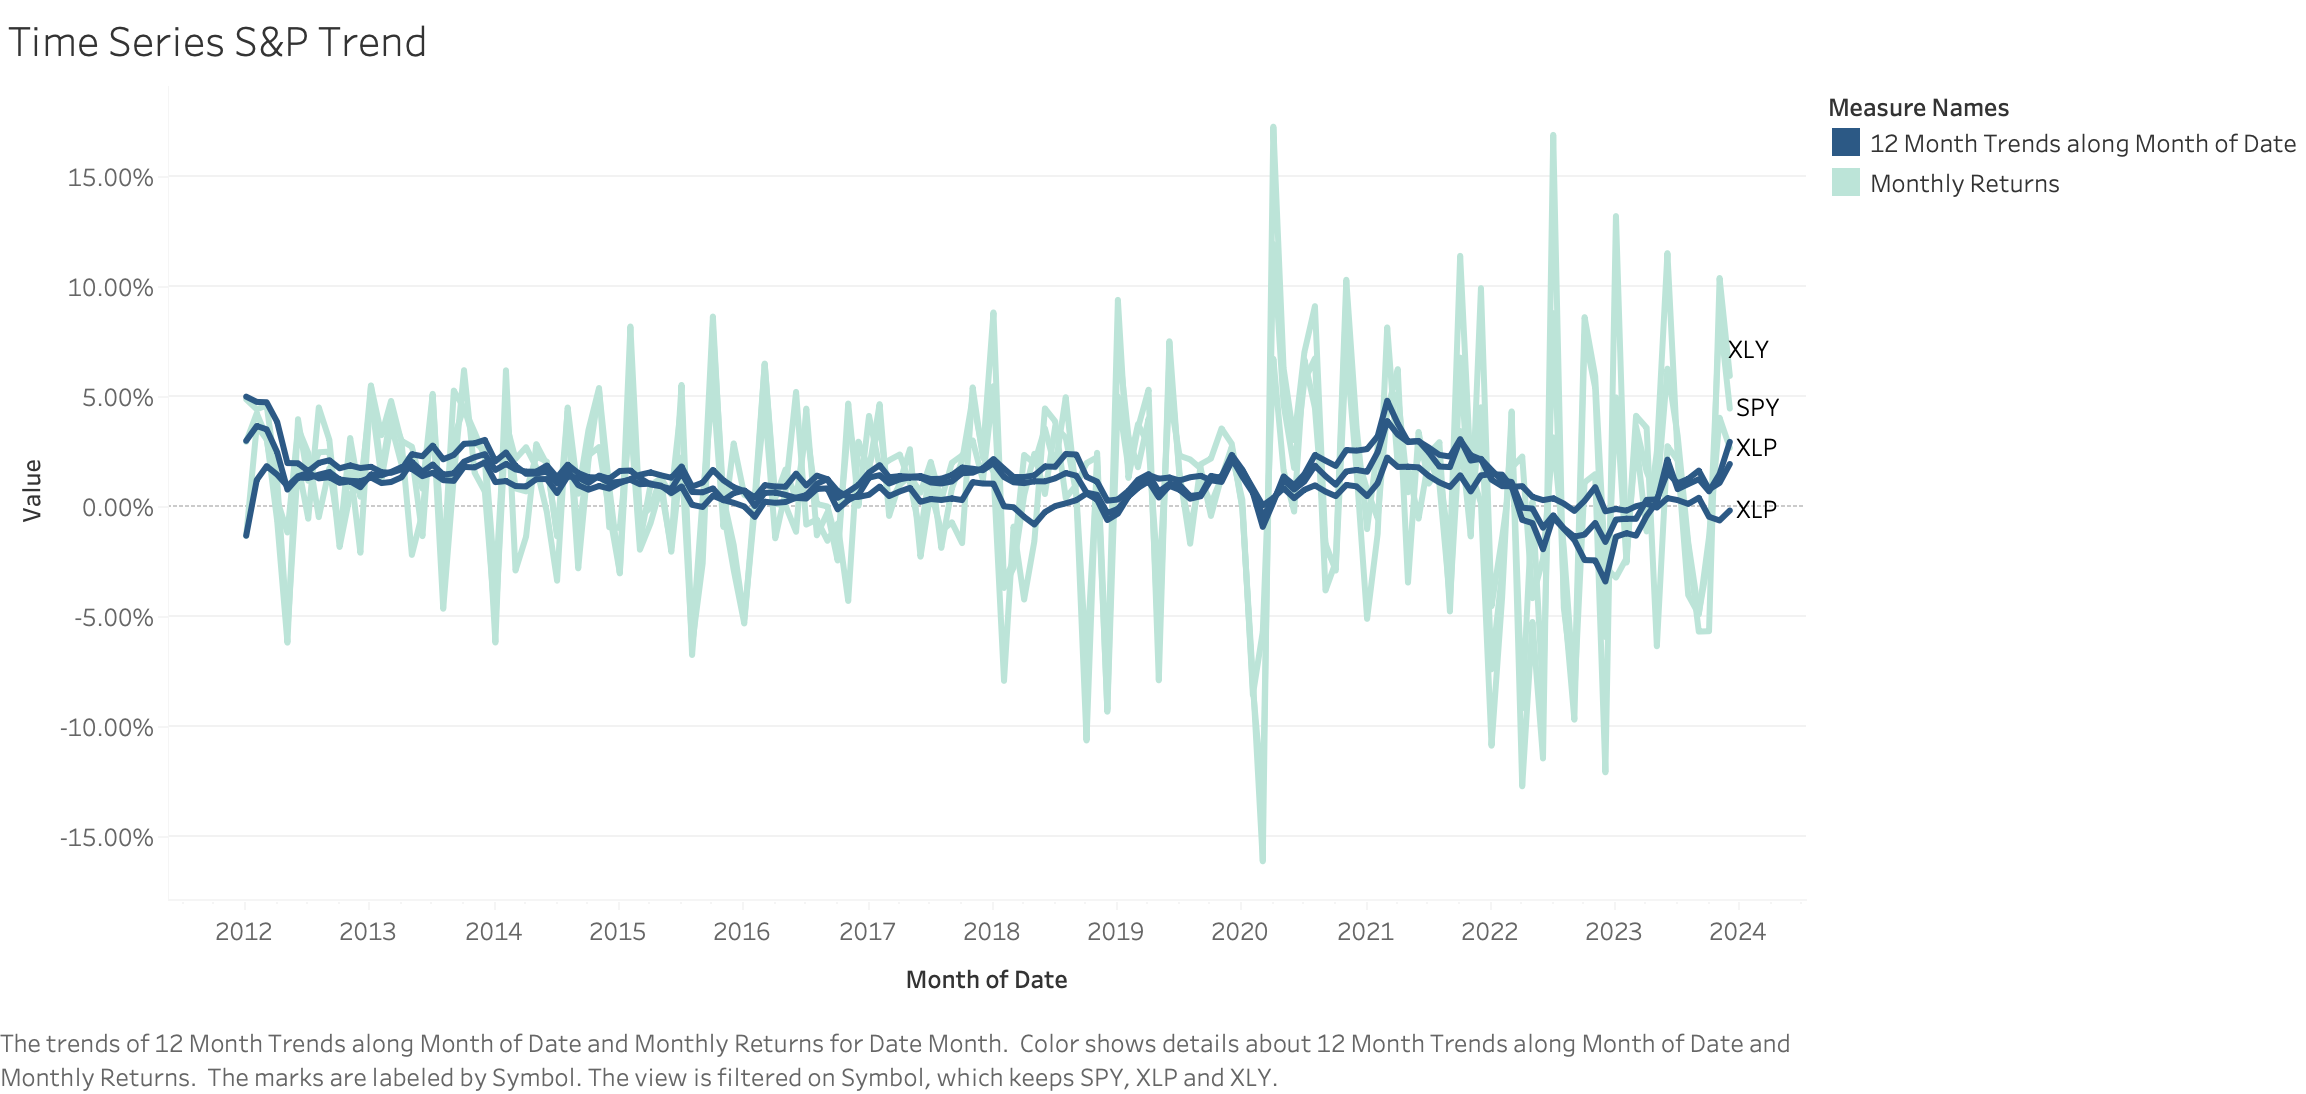 Time Series S&P Trend
Measure Names
12 Month Trends along Month of Date
Monthly Returns
Value
15.00%
10.00%
5.00%
0.00%
-5.00%
-10.00%
-15.00%
XLY
SPY
XLP
XLP
2012 2013 2014 2015 2016 2017 2018 2019 2020 2021 2022 2023 2024
Month of Date
The trends of 12 Month Trends along Month of Date and Monthly Returns for Date Month.  Color shows details about 12 Month Trends along Month of Date and
Monthly Returns.  The marks are labeled by Symbol. The view is filtered on Symbol, which keeps SPY, XLP and XLY.